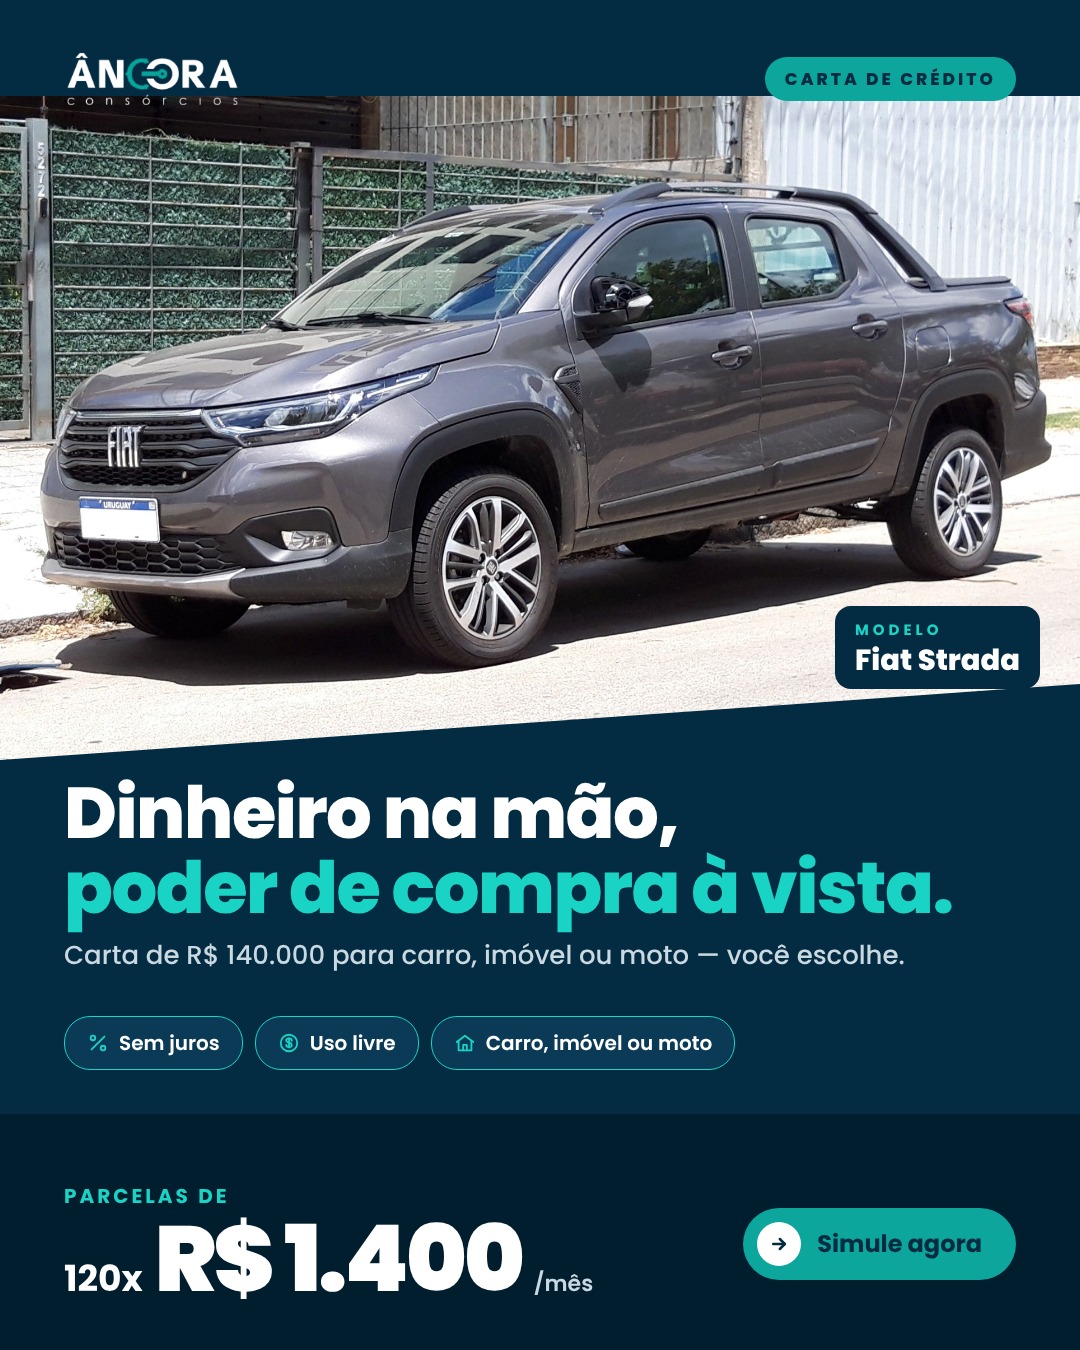 ÂNCORA
consórcios
CARTA DE CRÉDITO
5272
FIAT
URUGUAY
MODELO
Fiat Strada
Dinheiro na mão,
poder de compra à vista.
Carta de R$ 140.000 para carro, imóvel ou moto — você escolhe.
Sem juros
Uso livre
Carro, imóvel ou moto
PARCELAS DE
120x R$ 1.400 /mês
Simule agora